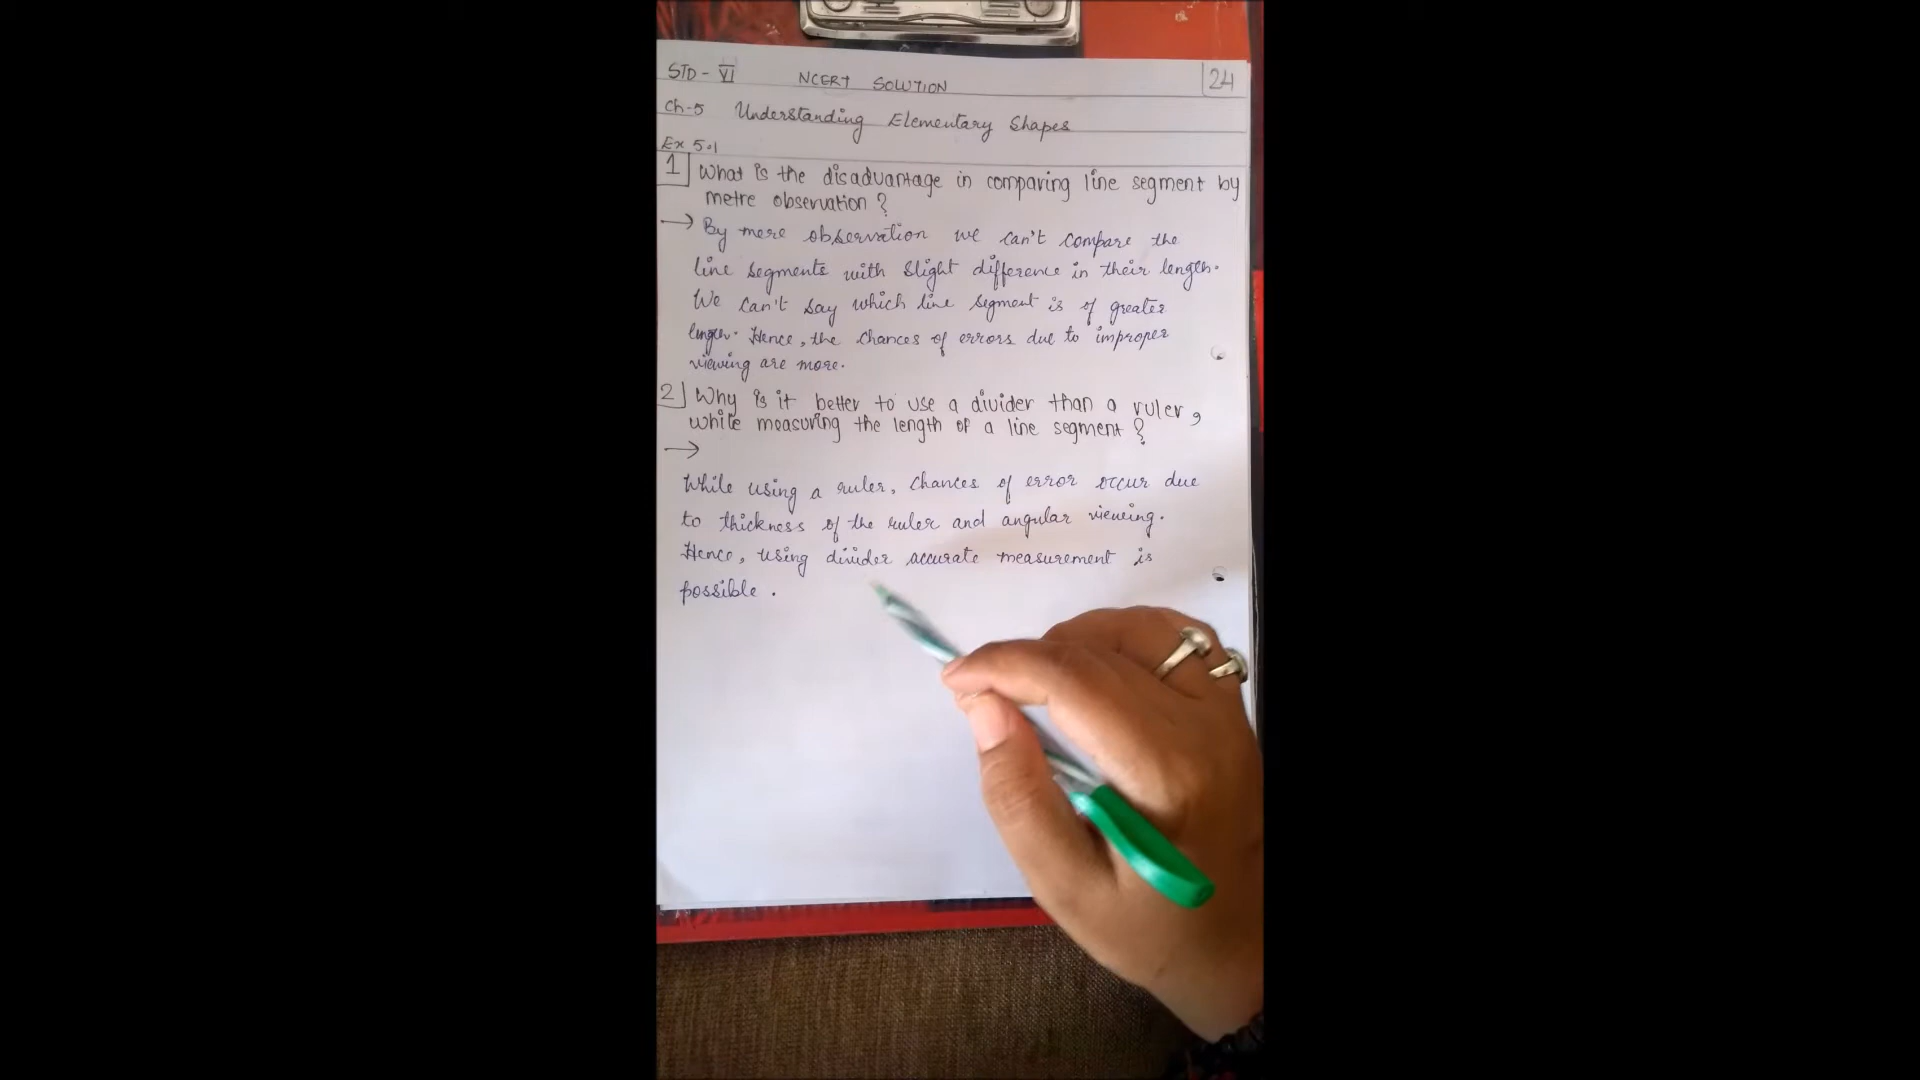 STD - VI NCERT SOLUTION 24
Ch-5 Understanding Elementary Shapes
Ex 5.1
1 What is the disadvantage in comparing line segment by
metre observation ?
→ By mere observation we can't compare the
line segments with slight difference in their length.
We can't say which line segment is of greater
length. Hence, the chances of errors due to improper
viewing are more.
2 Why is it better to use a divider than a ruler,
while measuring the length of a line segment ?
→
While using a ruler, chances of error occur due
to thickness of the ruler and angular viewing.
Hence, using divider accurate measurement is
possible.